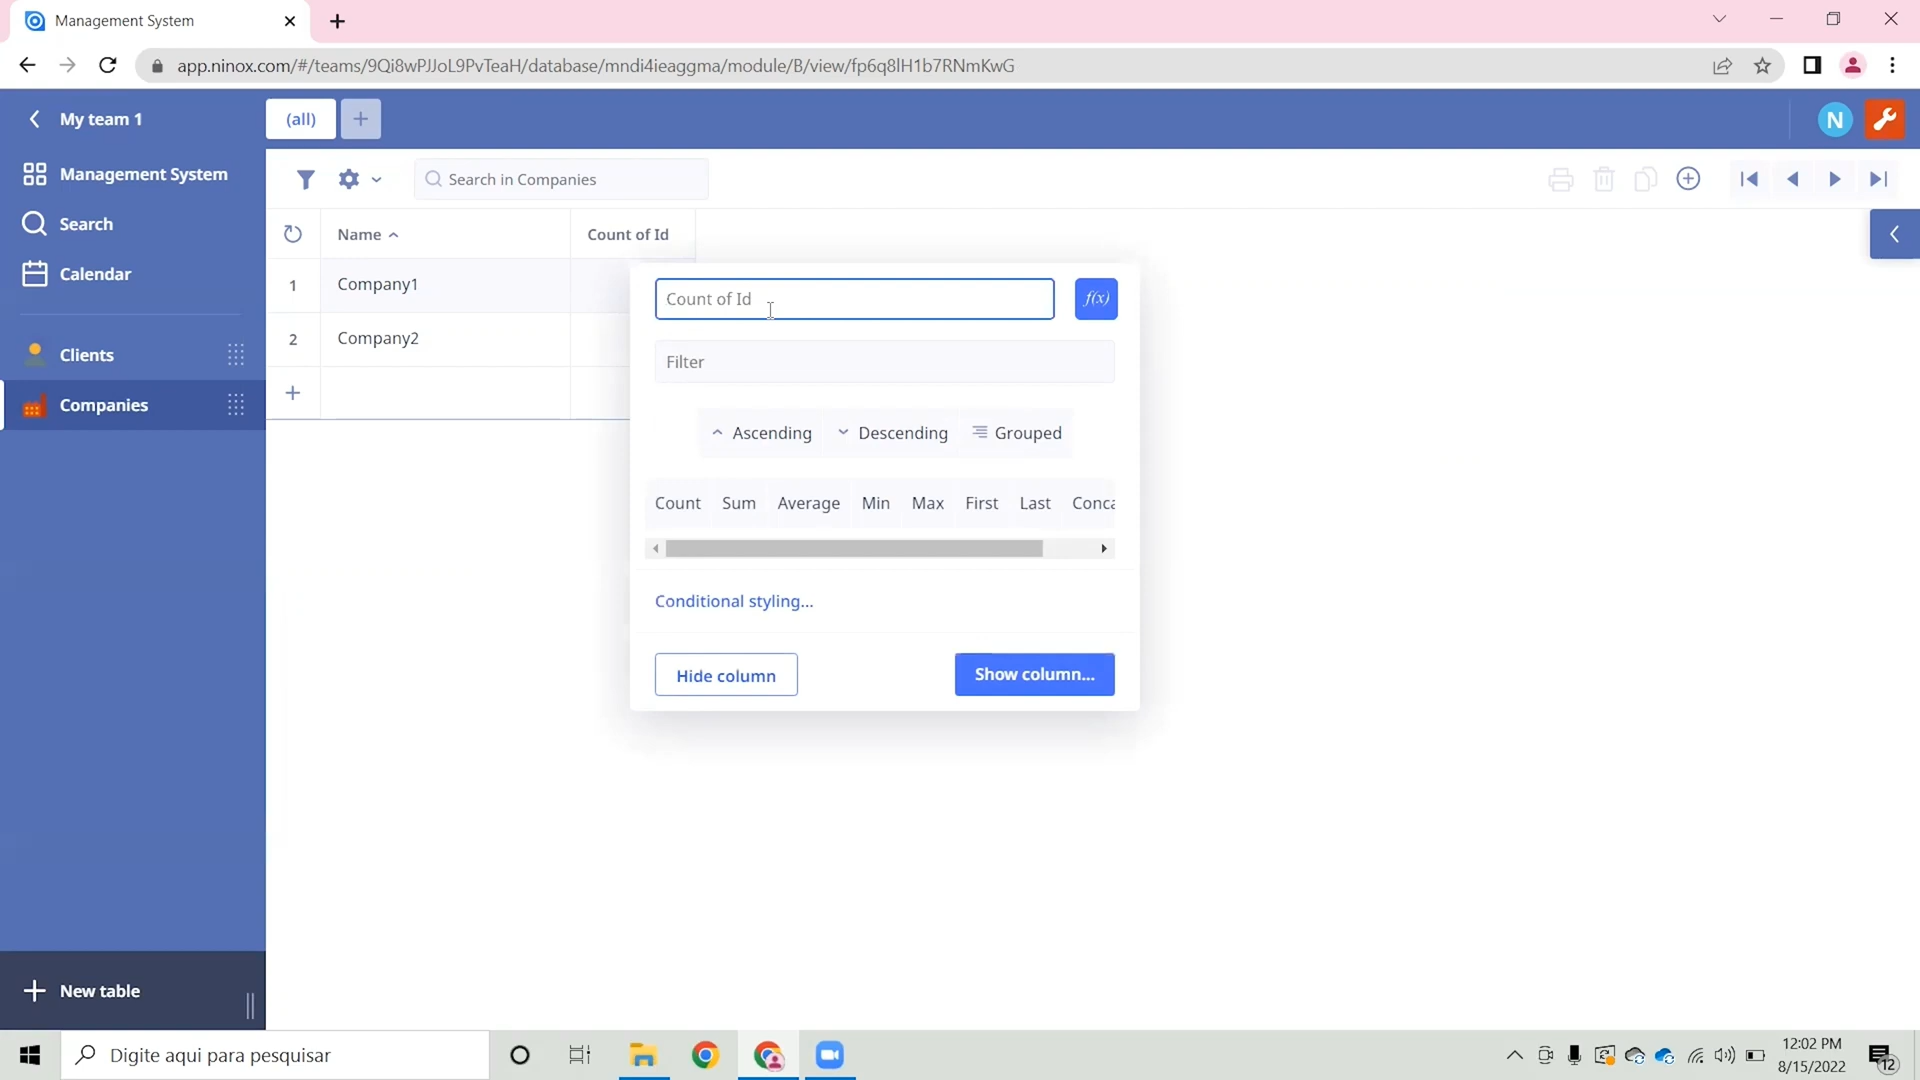 Management System
app.ninox.com/#/teams/9Qi8wPJJoL9PvTeaH/database/mndi4ieaggma/module/B/view/fp6q8lH1b7RNmKwG
My team 1
(all)
N
Management System
Search in Companies
Search
Name
Count of Id
Calendar
1
Company1
Count of Id
f(x)
2
Company2
Clients
Filter
Companies
Ascending
Descending
Grouped
Count
Sum
Average
Min
Max
First
Last
Conca
Conditional styling...
Hide column
Show column...
New table
Digite aqui para pesquisar
12:02 PM
8/15/2022
12